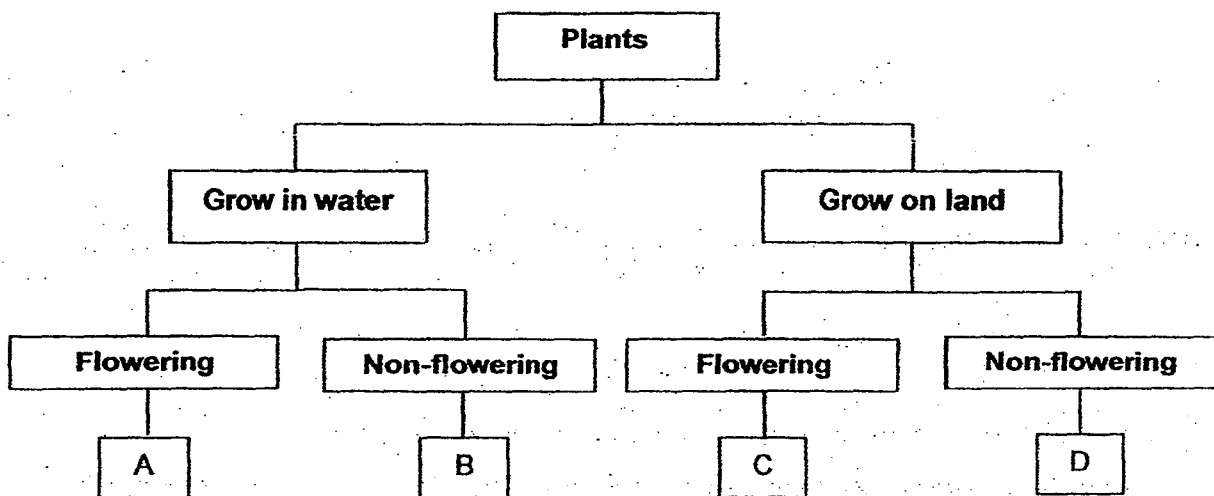 Plants
Grow in water
Grow on land
Flowering
Non-flowering
Flowering
Non-flowering
A
B
C
D